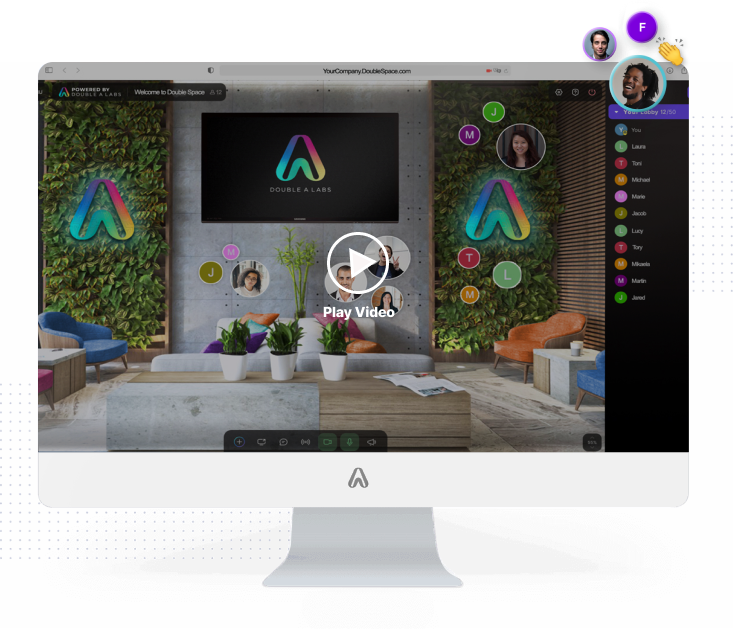 F
YourCompany.DoubleSpace.com
POWERED BY
DOUBLE A LABS
Welcome to Double Space
12
Your Lobby 12/50
You
Laura
Toni
Michael
Marie
Jacob
Lucy
Tory
Mikaela
Martin
Jared
J
M
DOUBLE A LABS
M
J
T
L
M
Play Video
L
T
M
M
J
L
T
M
M
J